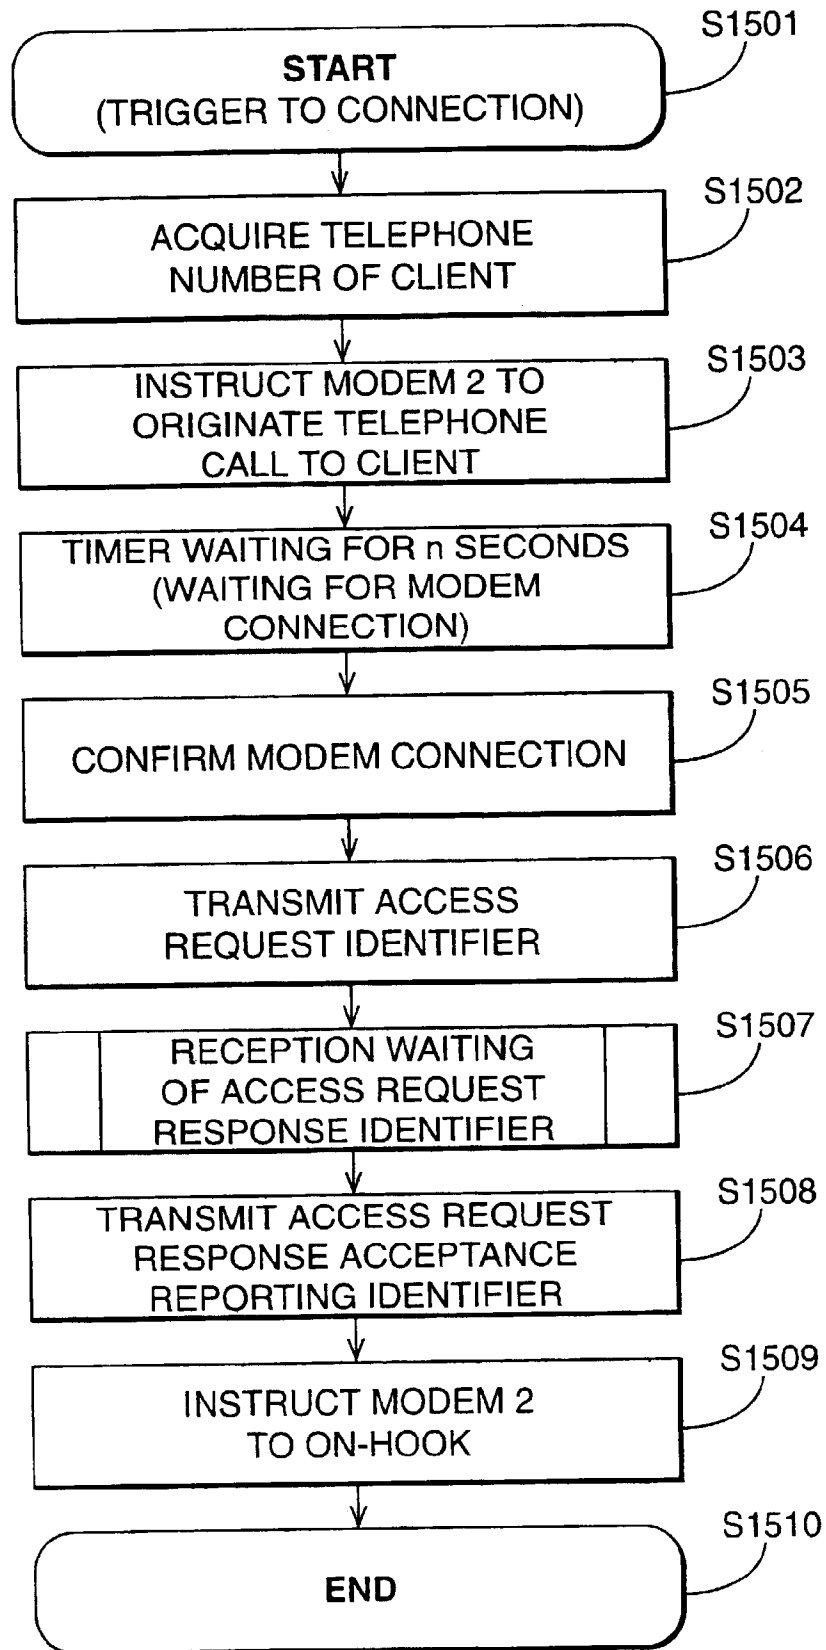 S1501
START
(TRIGGER TO CONNECTION)
S1502
ACQUIRE TELEPHONE
NUMBER OF CLIENT
S1503
INSTRUCT MODEM 2 TO
ORIGINATE TELEPHONE
CALL TO CLIENT
S1504
TIMER WAITING FOR n SECONDS
(WAITING FOR MODEM
CONNECTION)
S1505
CONFIRM MODEM CONNECTION
S1506
TRANSMIT ACCESS
REQUEST IDENTIFIER
S1507
RECEPTION WAITING
OF ACCESS REQUEST
RESPONSE IDENTIFIER
S1508
TRANSMIT ACCESS REQUEST
RESPONSE ACCEPTANCE
REPORTING IDENTIFIER
S1509
INSTRUCT MODEM 2
TO ON-HOOK
S1510
END